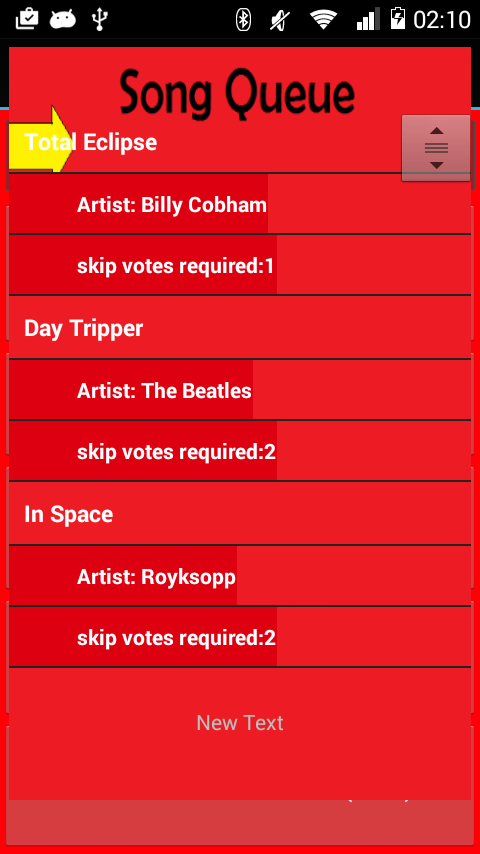 02:10
Song Queue
Total Eclipse
Artist: Billy Cobham
skip votes required:1
Day Tripper
Artist: The Beatles
skip votes required:2
In Space
Artist: Royksopp
skip votes required:2
New Text